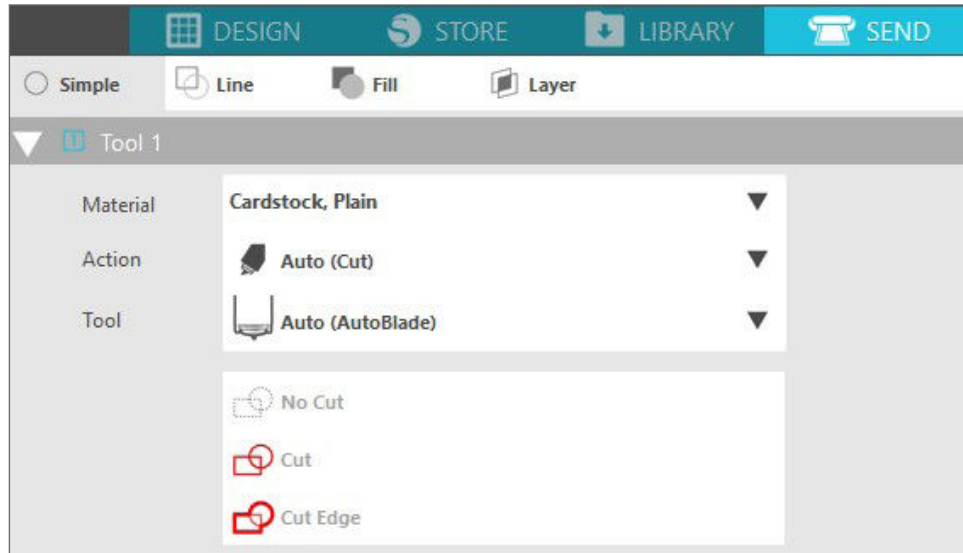 DESIGN STORE LIBRARY SEND
Simple Line Fill Layer
1 Tool 1
Material Cardstock, Plain
Action Auto (Cut)
Tool Auto (AutoBlade)
No Cut
Cut
Cut Edge